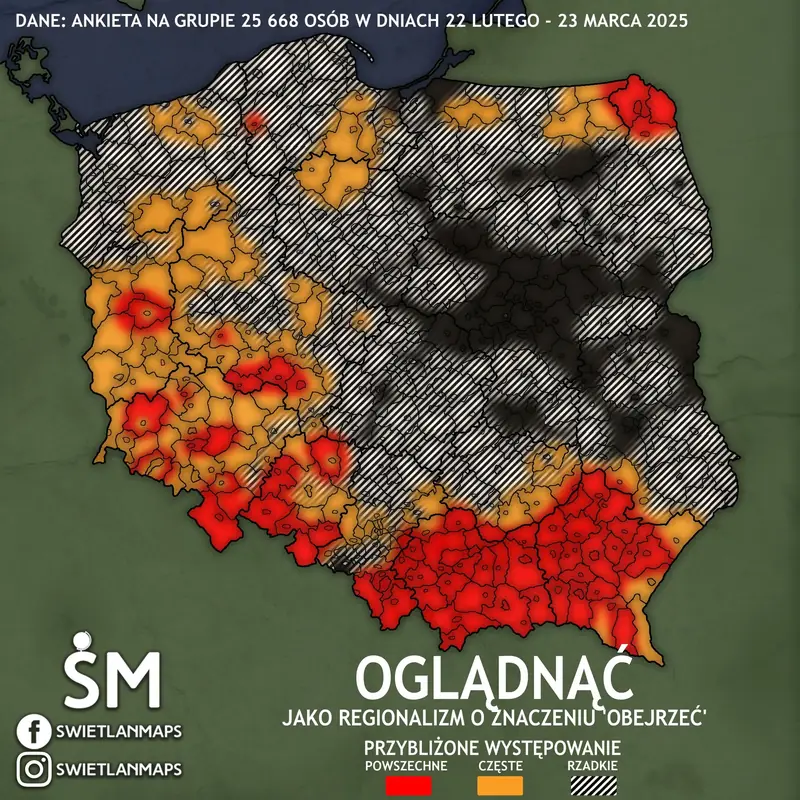 DANE: ANKIETA NA GRUPIE 25 668 OSÓB W DNIACH 22 LUTEGO - 23 MARCA 2025
ŚM
SWIETLANMAPS
SWIETLANMAPS
OGLĄDNĄĆ
JAKO REGIONALIZM O ZNACZENIU 'OBEJRZEĆ'
PRZYBLIŻONE WYSTĘPOWANIE
POWSZECHNE CZĘSTE RZADKIE